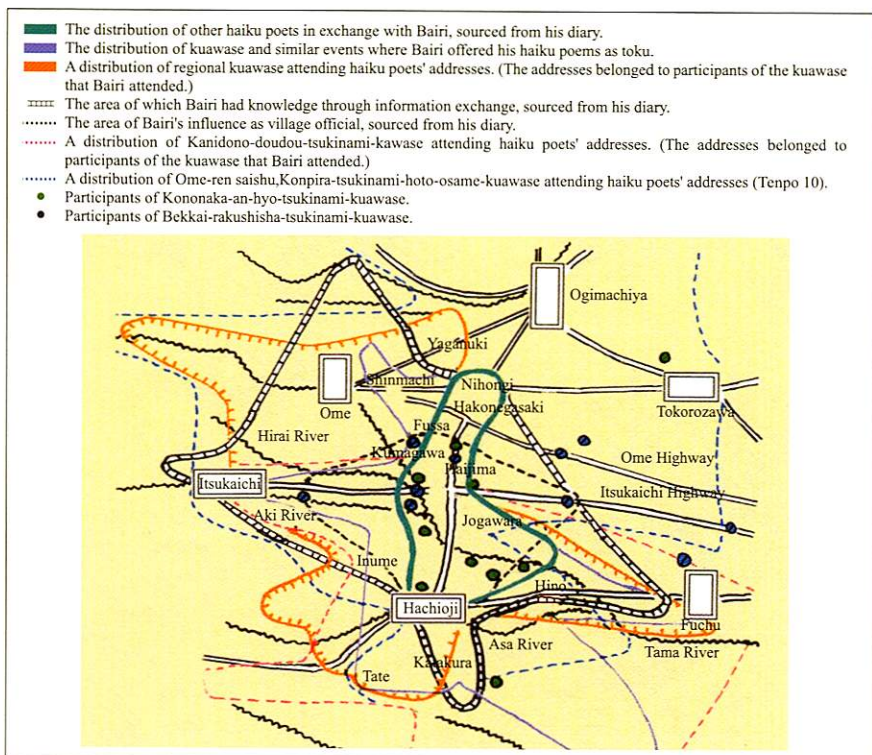 The distribution of other haiku poets in exchange with Bairi, sourced from his diary.
The distribution of kuawase and similar events where Bairi offered his haiku poems as toku.
A distribution of regional kuawase attending haiku poets' addresses. (The addresses belonged to participants of the kuawase
that Bairi attended.)
The area of which Bairi had knowledge through information exchange, sourced from his diary.
The area of Bairi's influence as village official, sourced from his diary.
A distribution of Kanidono-doudou-tsukinami-kawase attending haiku poets' addresses. (The addresses belonged to
participants of the kuawase that Bairi attended.)
A distribution of Ome-ren saishu,Konpira-tsukinami-hoto-osame-kuawase attending haiku poets' addresses (Tenpo 10).
Participants of Kononaka-an-hyo-tsukinami-kuawase.
Participants of Bekkai-rakushisha-tsukinami-kuawase.
Ogimachiya
Yaganuki
Shinmachi
Nihongi
Ome
Hakonegasaki
Tokorozawa
Fussa
Hirai River
Kumagawa
Ome Highway
Haijima
Itsukaichi
Itsukaichi Highway
Aki River
Jogawara
Inume
Hino
Hachioji
Fuchu
Asa River
Tama River
Katakura
Tate